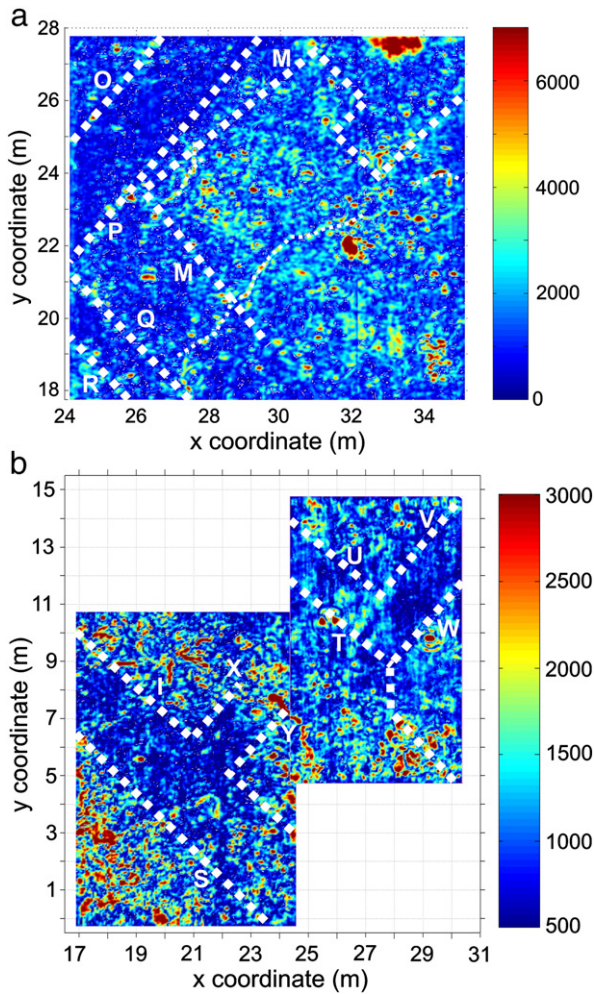 a
28
26
24
22
20
18
y coordinate (m)
O
M
P
M
Q
R
24 26 28 30 32 34
x coordinate (m)
6000
4000
2000
0
b
15
13
11
9
7
5
3
1
y coordinate (m)
V
U
W
T
X
I
Y
S
17 19 21 23 25 27 29 31
x coordinate (m)
3000
2500
2000
1500
1000
500